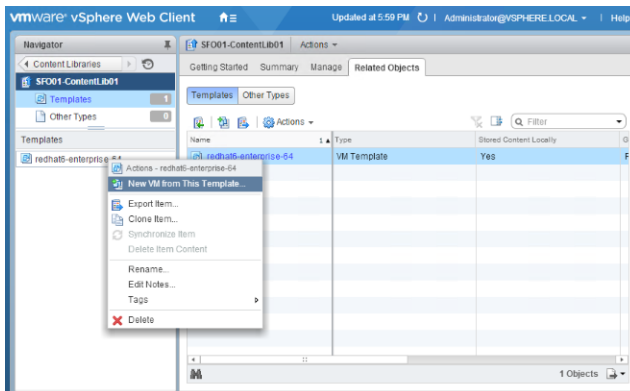 vmware® vSphere Web Client
Updated at 5:59 PM
Administrator@VSPHERE.LOCAL
Help
Navigator
Content Libraries
SFO01-ContentLib01
Templates 1
Other Types 0
Templates
redhat6-enterprise-64
Actions - redhat6-enterprise-64
New VM from This Template...
Export Item...
Clone Item...
Synchronize Item
Delete Item Content
Rename...
Edit Notes...
Tags
Delete
SFO01-ContentLib01 Actions
Getting Started Summary Manage Related Objects
Templates Other Types
Actions
Filter
Name 1 Type Stored Content Locally
redhat6-enterprise-64 VM Template Yes
1 Objects